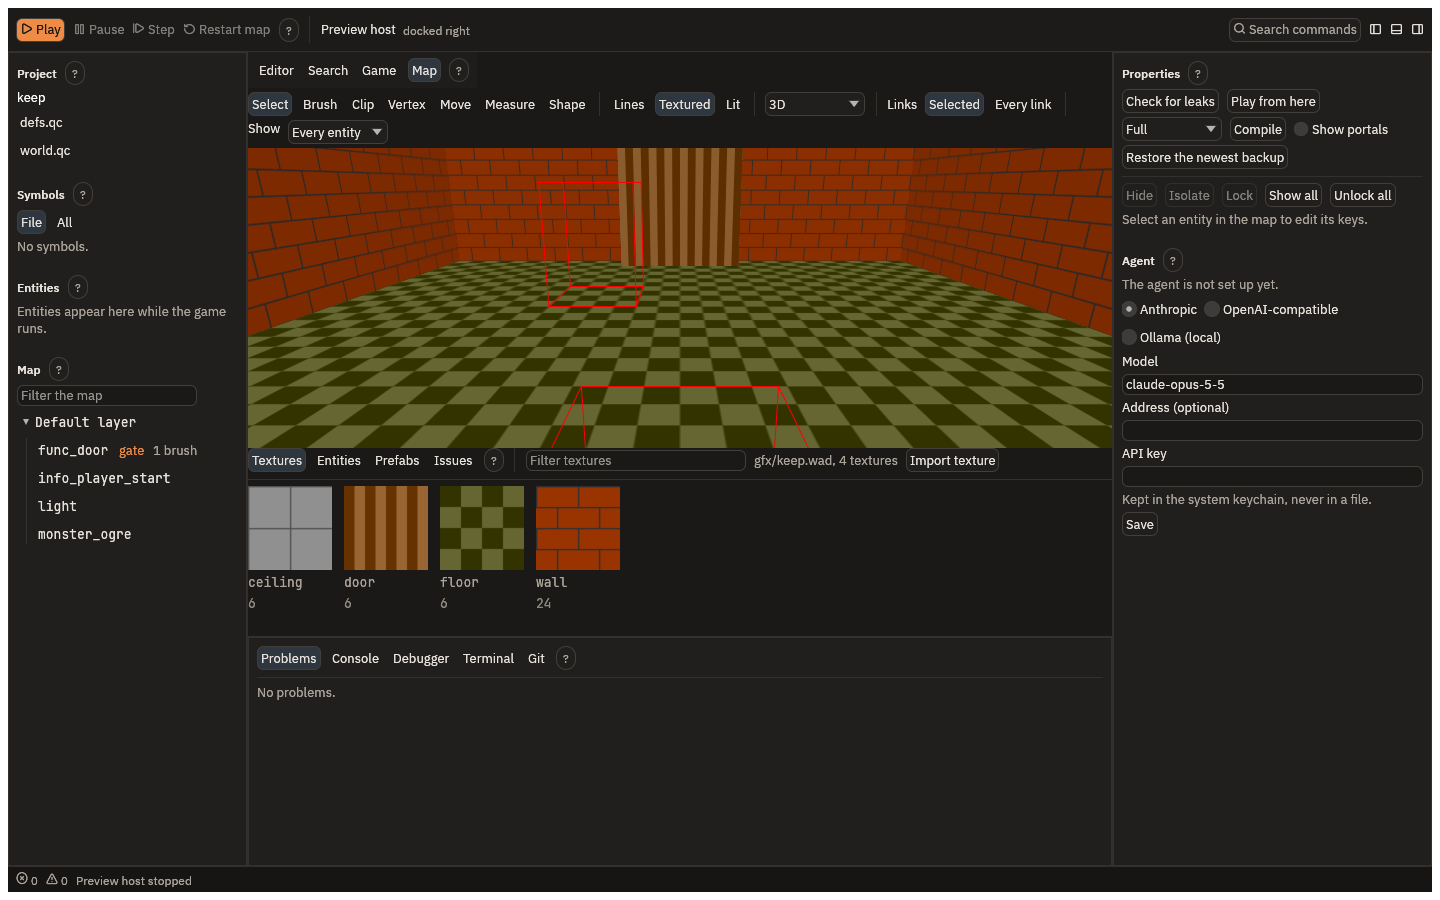 Play Pause Step Restart map ? Preview host docked right Search commands
Project ?
keep
defs.qc
world.qc
Symbols ?
File All
No symbols.
Entities ?
Entities appear here while the game
runs.
Map ?
Filter the map
Default layer
func_door gate 1 brush
info_player_start
light
monster_ogre
Editor Search Game Map ?
Select Brush Clip Vertex Move Measure Shape Lines Textured Lit 3D Links Selected Every link
Show Every entity
Textures Entities Prefabs Issues ? Filter textures gfx/keep.wad, 4 textures Import texture
ceiling door floor wall
6 6 6 24
Problems Console Debugger Terminal Git ?
No problems.
Properties ?
Check for leaks Play from here
Full Compile Show portals
Restore the newest backup
Hide Isolate Lock Show all Unlock all
Select an entity in the map to edit its keys.
Agent ?
The agent is not set up yet.
Anthropic OpenAI-compatible
Ollama (local)
Model
claude-opus-5-5
Address (optional)
API key
Kept in the system keychain, never in a file.
Save
0 0 Preview host stopped